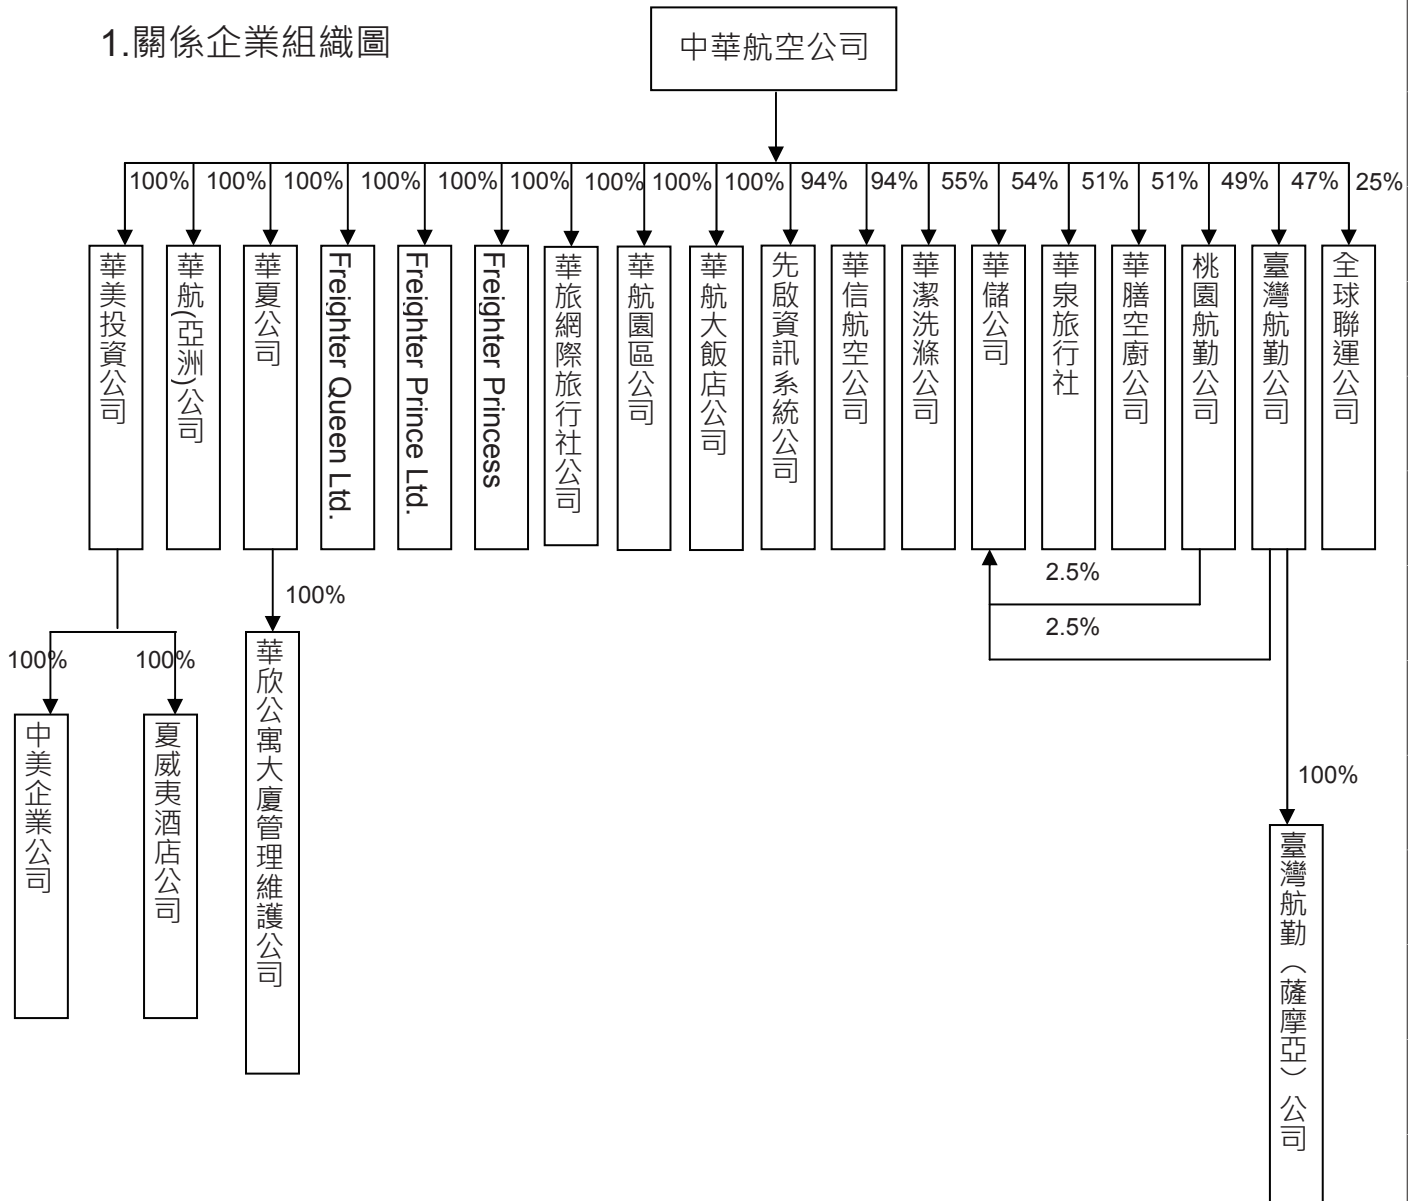 1.關係企業組織圖
中華航空公司
100%
100%
100%
100%
100%
100%
100%
100%
100%
94%
94%
55%
54%
51%
51%
49%
47%
25%
華美投資公司
華航(亞洲)公司
華夏公司
Freighter Queen Ltd.
Freighter Prince Ltd.
Freighter Princess
華旅網際旅行社公司
華航園區公司
華航大飯店公司
先啟資訊系統公司
華信航空公司
華潔洗滌公司
華儲公司
華泉旅行社
華膳空廚公司
桃園航勤公司
臺灣航勤公司
全球聯運公司
2.5%
2.5%
100%
100%
100%
100%
中美企業公司
夏威夷酒店公司
華欣公寓大廈管理維護公司
臺灣航勤（薩摩亞）公司